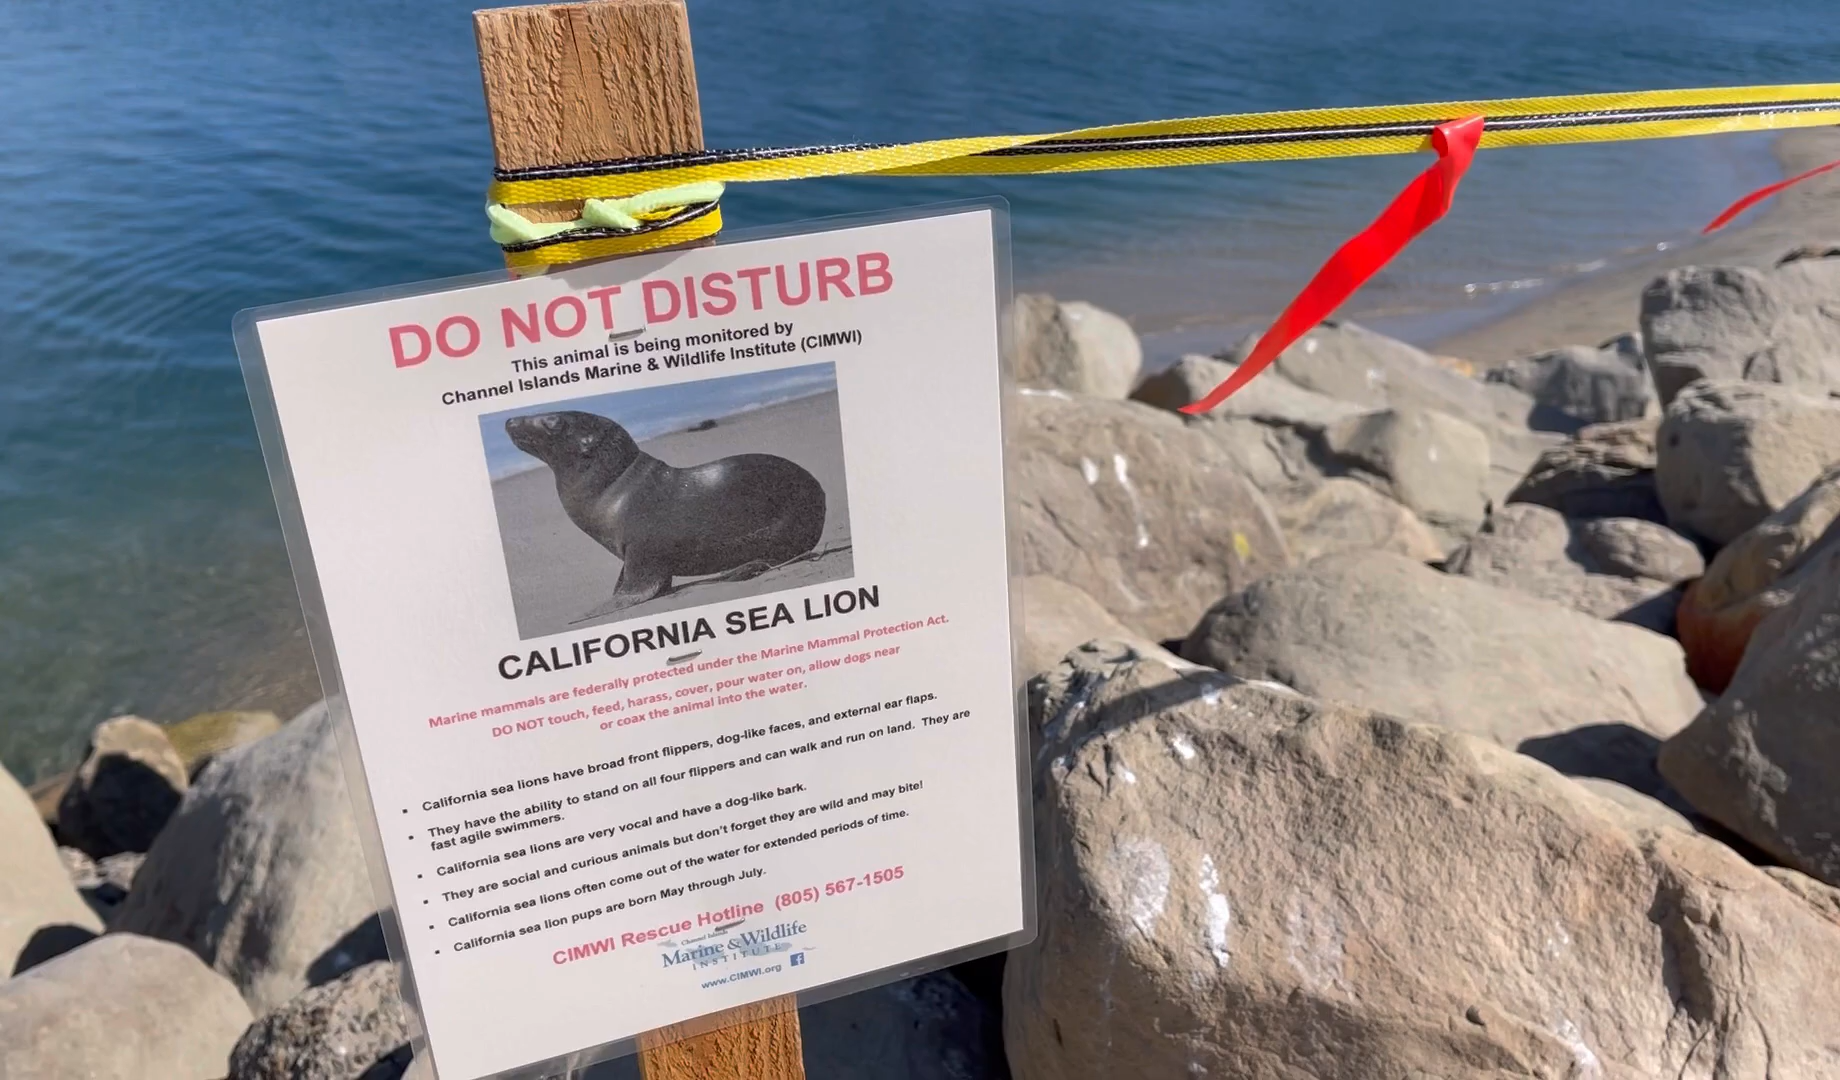 DO NOT DISTURB
This animal is being monitored by
Channel Islands Marine & Wildlife Institute (CIMWI)
CALIFORNIA SEA LION
Marine mammals are federally protected under the Marine Mammal Protection Act.
DO NOT touch, feed, harass, cover, pour water on, allow dogs near
or coax the animal into the water.
▪ California sea lions have broad front flippers, dog-like faces, and external ear flaps.
▪ They have the ability to stand on all four flippers and can walk and run on land. They are
fast agile swimmers.
▪ California sea lions are very vocal and have a dog-like bark.
▪ They are social and curious animals but don't forget they are wild and may bite!
▪ California sea lions often come out of the water for extended periods of time.
▪ California sea lion pups are born May through July.
CIMWI Rescue Hotline (805) 567-1505
Channel Islands
Marine & Wildlife
INSTITUTE
www.CIMWI.org f